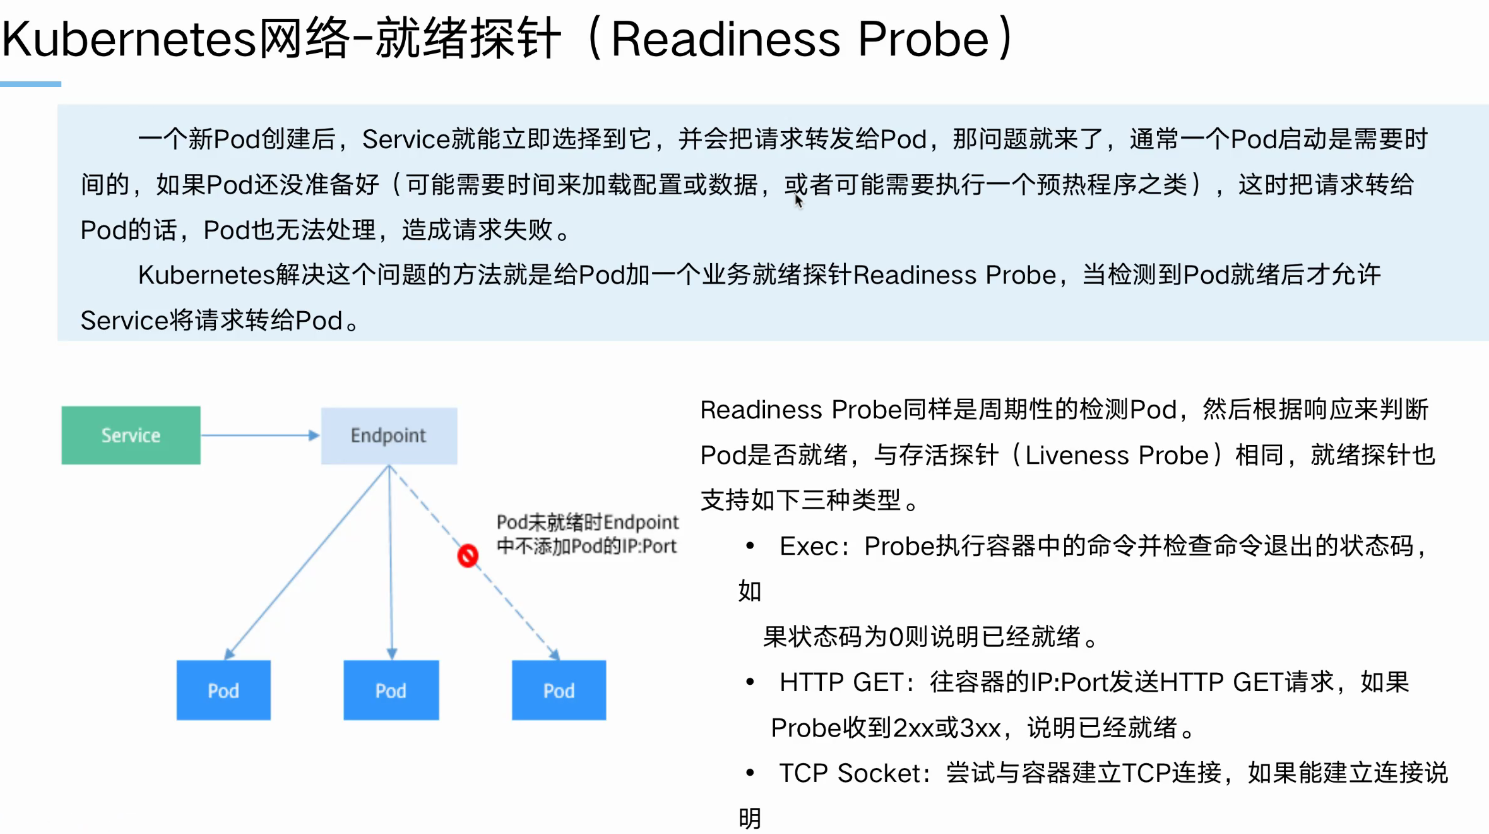 Kubernetes网络-就绪探针（Readiness Probe）
一个新Pod创建后，Service就能立即选择到它，并会把请求转发给Pod，那问题就来了，通常一个Pod启动是需要时
间的，如果Pod还没准备好（可能需要时间来加载配置或数据，或者可能需要执行一个预热程序之类），这时把请求转给
Pod的话，Pod也无法处理，造成请求失败。
Kubernetes解决这个问题的方法就是给Pod加一个业务就绪探针Readiness Probe，当检测到Pod就绪后才允许
Service将请求转给Pod。
Service
Endpoint
Pod未就绪时Endpoint
中不添加Pod的IP:Port
Pod
Pod
Pod
Readiness Probe同样是周期性的检测Pod，然后根据响应来判断
Pod是否就绪，与存活探针（Liveness Probe）相同，就绪探针也
支持如下三种类型。
• Exec：Probe执行容器中的命令并检查命令退出的状态码，
如
果状态码为0则说明已经就绪。
• HTTP GET：往容器的IP:Port发送HTTP GET请求，如果
Probe收到2xx或3xx，说明已经就绪。
• TCP Socket：尝试与容器建立TCP连接，如果能建立连接说
明